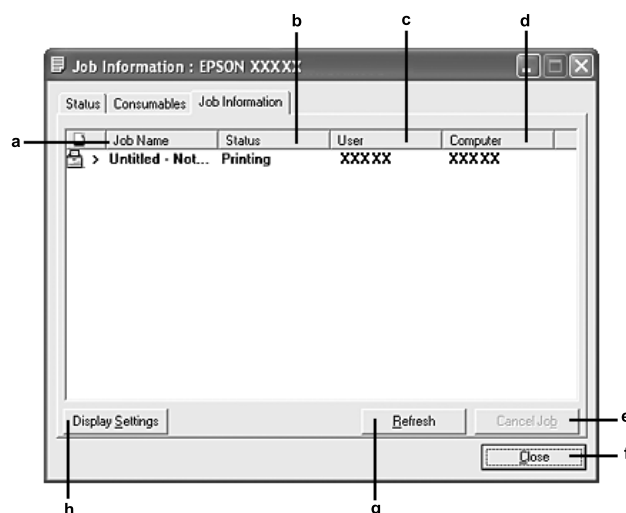 b c d
Job Information : EPSON XXXXX
Status Consumables Job Information
a
Job Name Status User Computer
> Untitled - Not... Printing XXXXX XXXXX
Display Settings Refresh Cancel Job e
Close f
h g